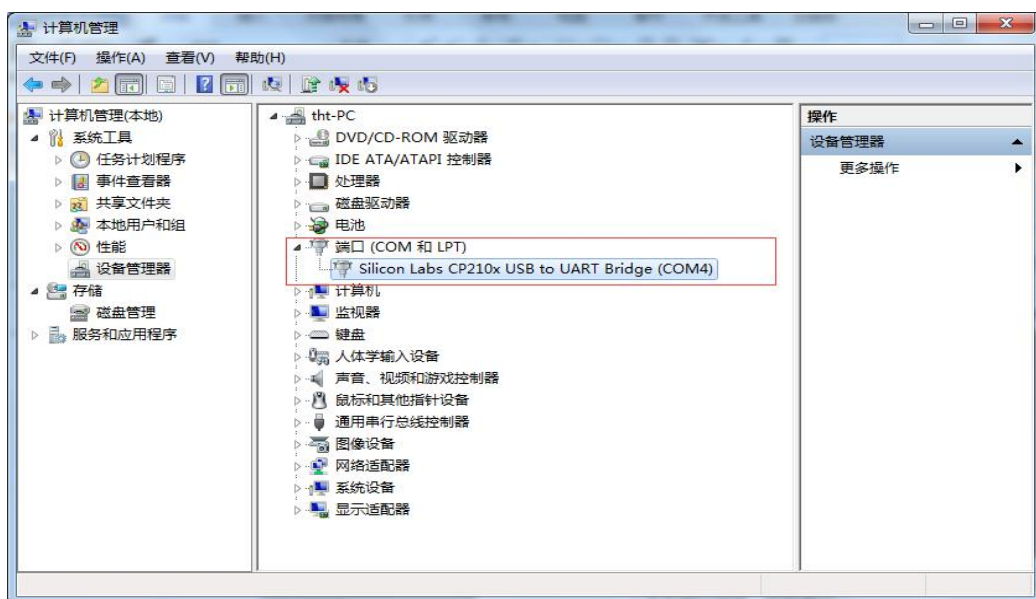 计算机管理
文件(F) 操作(A) 查看(V) 帮助(H)
计算机管理(本地)
系统工具
任务计划程序
事件查看器
共享文件夹
本地用户和组
性能
设备管理器
存储
磁盘管理
服务和应用程序
tht-PC
DVD/CD-ROM 驱动器
IDE ATA/ATAPI 控制器
处理器
磁盘驱动器
电池
端口 (COM 和 LPT)
Silicon Labs CP210x USB to UART Bridge (COM4)
计算机
监视器
键盘
人体学输入设备
声音、视频和游戏控制器
鼠标和其他指针设备
通用串行总线控制器
图像设备
网络适配器
系统设备
显示适配器
操作
设备管理器
更多操作